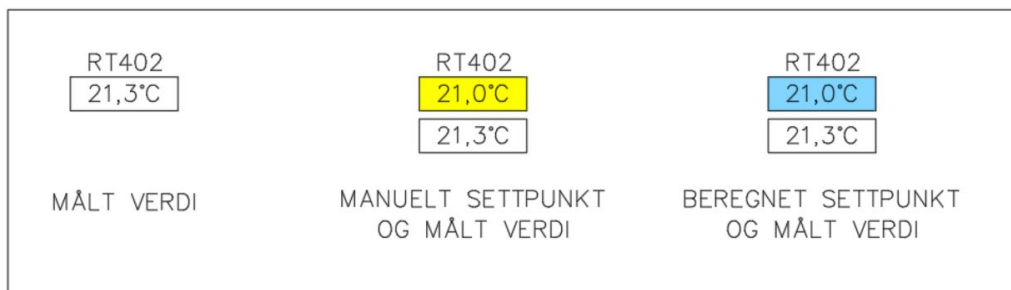 RT402
21,3°C
MÅLT VERDI
RT402
21,0°C
21,3°C
MANUELT SETTPUNKT
OG MÅLT VERDI
RT402
21,0°C
21,3°C
BEREGNET SETTPUNKT
OG MÅLT VERDI